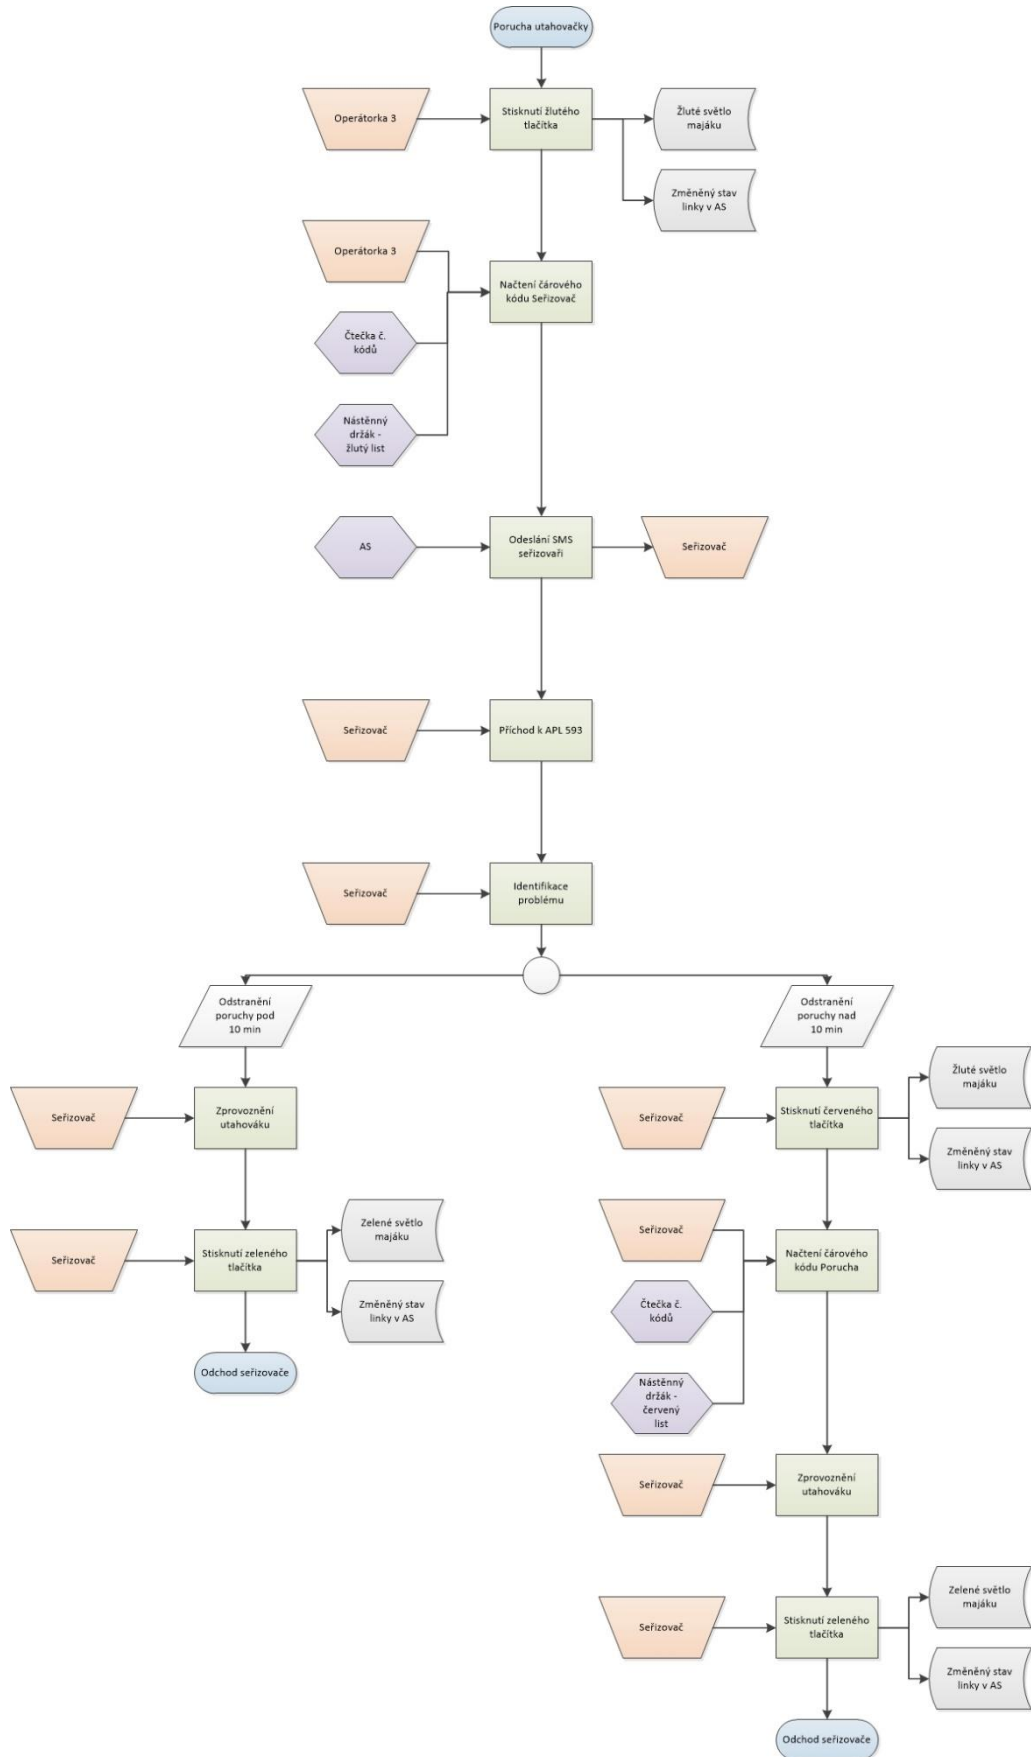 Porucha utahovačky
Operátorka 3
Stisknutí žlutého
tlačítka
Žluté světlo
majáku
Změněný stav
linky v AS
Operátorka 3
Načtení čárového
kódu Seřizovač
Čtečka č.
kódů
Nástěnný
držák -
žlutý list
AS
Odeslání SMS
seřizovaři
Seřizovač
Seřizovač
Příchod k APL 593
Seřizovač
Identifikace
problému
Odstranění
poruchy pod
10 min
Seřizovač
Zprovoznění
utahováku
Seřizovač
Stisknutí zeleného
tlačítka
Zelené světlo
majáku
Změněný stav
linky v AS
Odchod seřizovače
Odstranění
poruchy nad
10 min
Seřizovač
Stisknutí červeného
tlačítka
Žluté světlo
majáku
Změněný stav
linky v AS
Seřizovač
Načtení čárového
kódu Porucha
Čtečka č.
kódů
Nástěnný
držák -
červený
list
Seřizovač
Zprovoznění
utahováku
Seřizovač
Stisknutí zeleného
tlačítka
Zelené světlo
majáku
Změněný stav
linky v AS
Odchod seřizovače